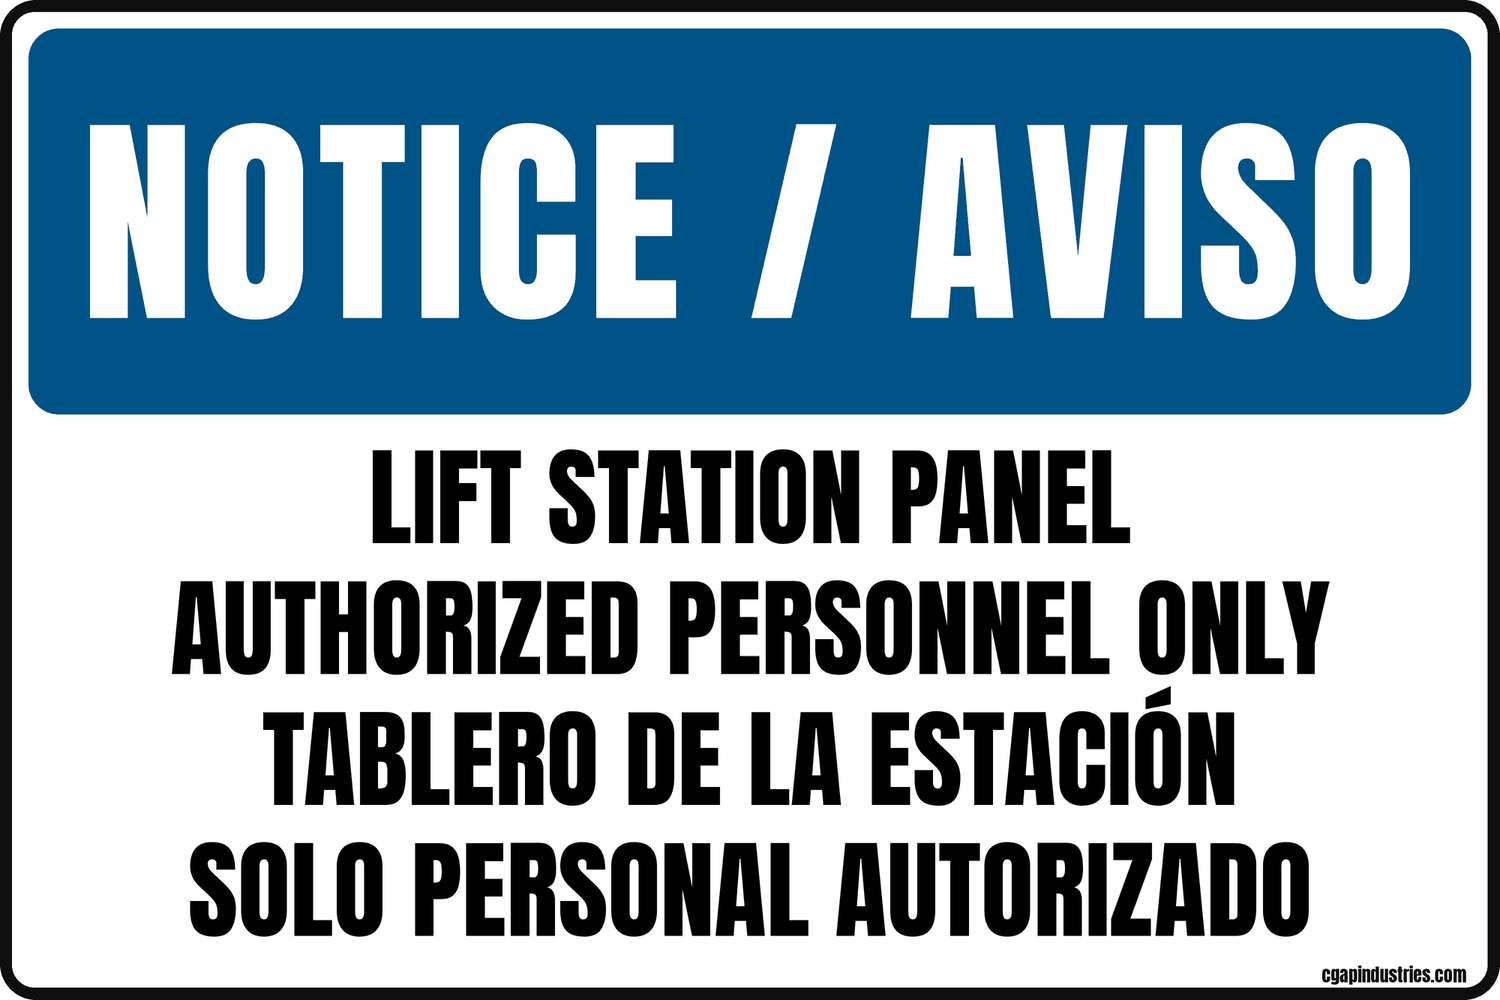 NOTICE / AVISO
LIFT STATION PANEL
AUTHORIZED PERSONNEL ONLY
TABLERO DE LA ESTACIÓN
SOLO PERSONAL AUTORIZADO
cgapindustries.com